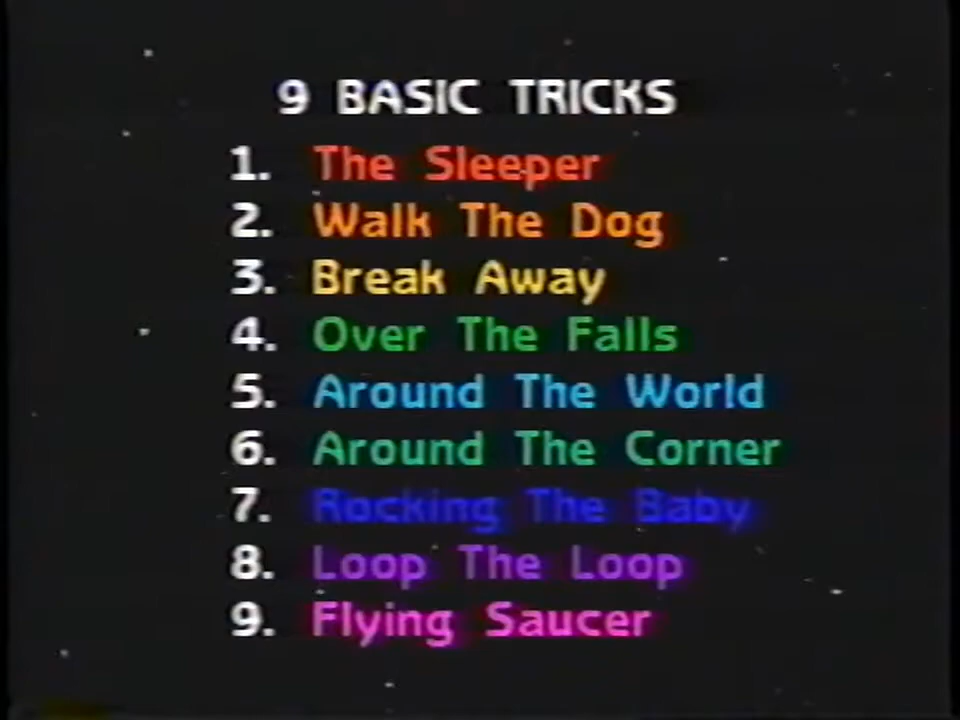 9 BASIC TRICKS
1. The Sleeper
2. Walk The Dog
3. Break Away
4. Over The Falls
5. Around The World
6. Around The Corner
7. Rocking The Baby
8. Loop The Loop
9. Flying Saucer